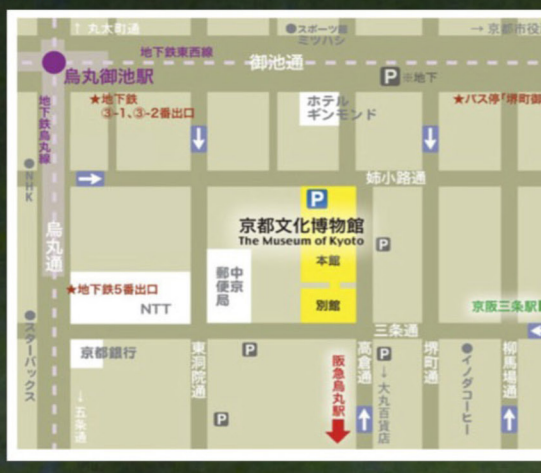 ↑ 丸太町通
●スポーツ館
ミツハシ
→ 京都市役
地下鉄東西線
御池通
烏丸御池駅
P ※地下
★地下鉄
③-1、③-2番出口
ホテル
ギンモンド
★バス停「堺町御
地下鉄烏丸線
●NHK
姉小路通
P
京都文化博物館
The Museum of Kyoto
P
烏丸通
本館
中京
郵便局
★地下鉄5番出口
NTT
別館
京阪三条駅
三条通
●スターバックス
京都銀行
東洞院通
P
阪急烏丸駅
高倉通
P
↓大丸百貨店
堺町通
●イノダコーヒー
柳馬場通
↓五条通
P